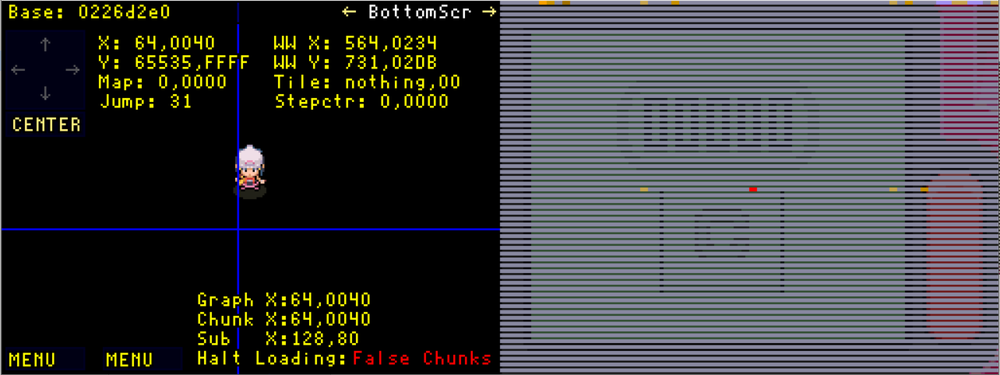 Base: 0226d2e0
← BottomScr →
X: 64,0040
WW X: 564,0234
Y: 65535,FFFF
WW Y: 731,02DB
Map: 0,0000
Tile: nothing,00
Jump: 31
Stepctr: 0,0000
CENTER
Graph X:64,0040
Chunk X:64,0040
Sub X:128,80
MENU
MENU
Halt Loading:False Chunks